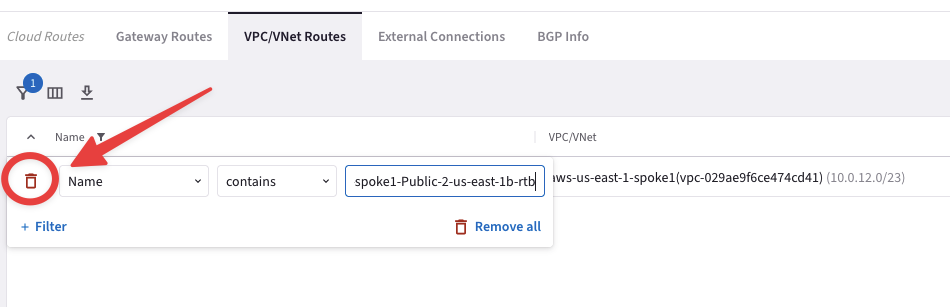 Cloud Routes Gateway Routes VPC/VNet Routes External Connections BGP Info
1
Name VPC/VNet
Name contains spoke1-Public-2-us-east-1b-rtb aws-us-east-1-spoke1(vpc-029ae9f6ce474cd41) (10.0.12.0/23)
+ Filter Remove all